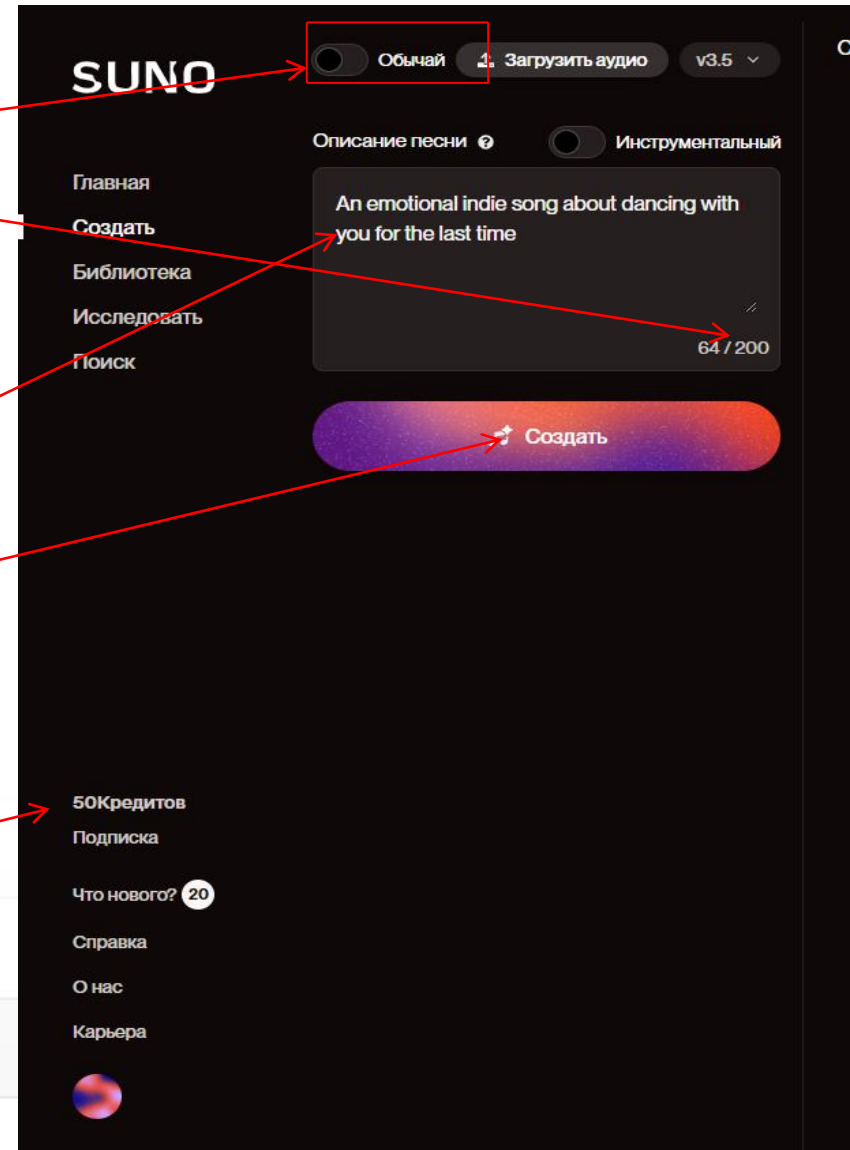 SUNO
Обычай
Загрузить аудио
v3.5
Описание песни
Инструментальный
An emotional indie song about dancing with
you for the last time
64 / 200
Создать
Главная
Создать
Библиотека
Исследовать
Поиск
50Кредитов
Подписка
Что нового? 20
Справка
О нас
Карьера